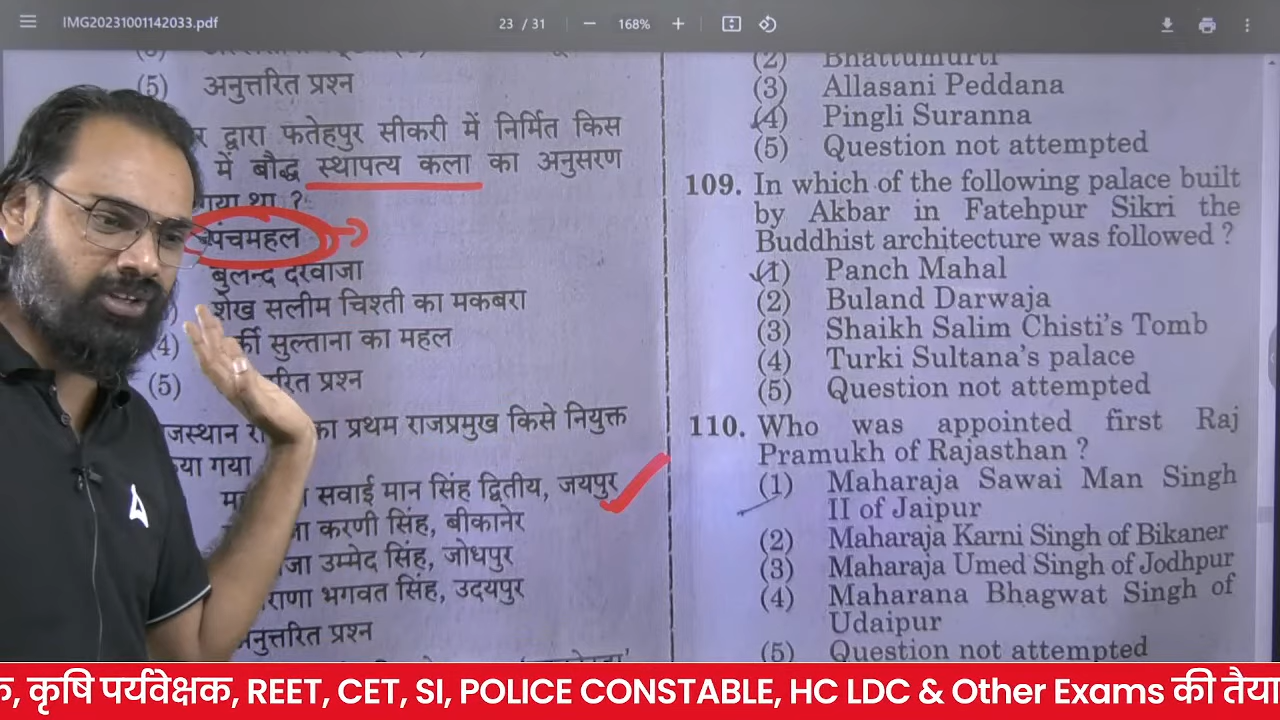 IMG20231001142033.pdf
23 / 31
168%
(5) अनुत्तरित प्रश्न
द्वारा फतेहपुर सीकरी में निर्मित किस
में बौद्ध स्थापत्य कला का अनुसरण
गया था ?
पंचमहल
बुलन्द दरवाजा
शेख सलीम चिश्ती का मकबरा
(4) सुल्ताना का महल
(5) प्रश्न
का प्रथम राजप्रमुख किसे नियुक्त
गया
सवाई मान सिंह द्वितीय, जयपुर
करणी सिंह, बीकानेर
उम्मेद सिंह, जोधपुर
भगवत सिंह, उदयपुर
अनुत्तरित प्रश्न
(2) Bhattumurti
(3) Allasani Peddana
(4) Pingli Suranna
(5) Question not attempted
109. In which of the following palace built
by Akbar in Fatehpur Sikri the
Buddhist architecture was followed ?
(1) Panch Mahal
(2) Buland Darwaja
(3) Shaikh Salim Chisti's Tomb
(4) Turki Sultana's palace
(5) Question not attempted
110. Who was appointed first Raj
Pramukh of Rajasthan ?
(1) Maharaja Sawai Man Singh
II of Jaipur
(2) Maharaja Karni Singh of Bikaner
(3) Maharaja Umed Singh of Jodhpur
(4) Maharana Bhagwat Singh of
Udaipur
(5) Question not attempted
कृषि पर्यवेक्षक, REET, CET, SI, POLICE CONSTABLE, HC LDC & Other Exams की